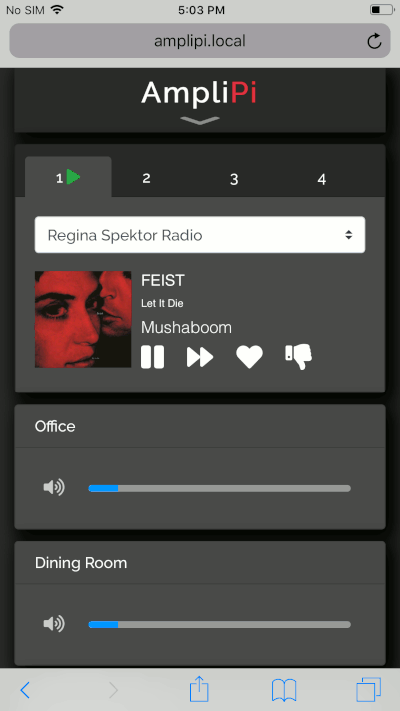 No SIM 5:03 PM
amplipi.local
AmpliPi
1 2 3 4
Regina Spektor Radio
FEIST
Let It Die
Mushaboom
Office
Dining Room